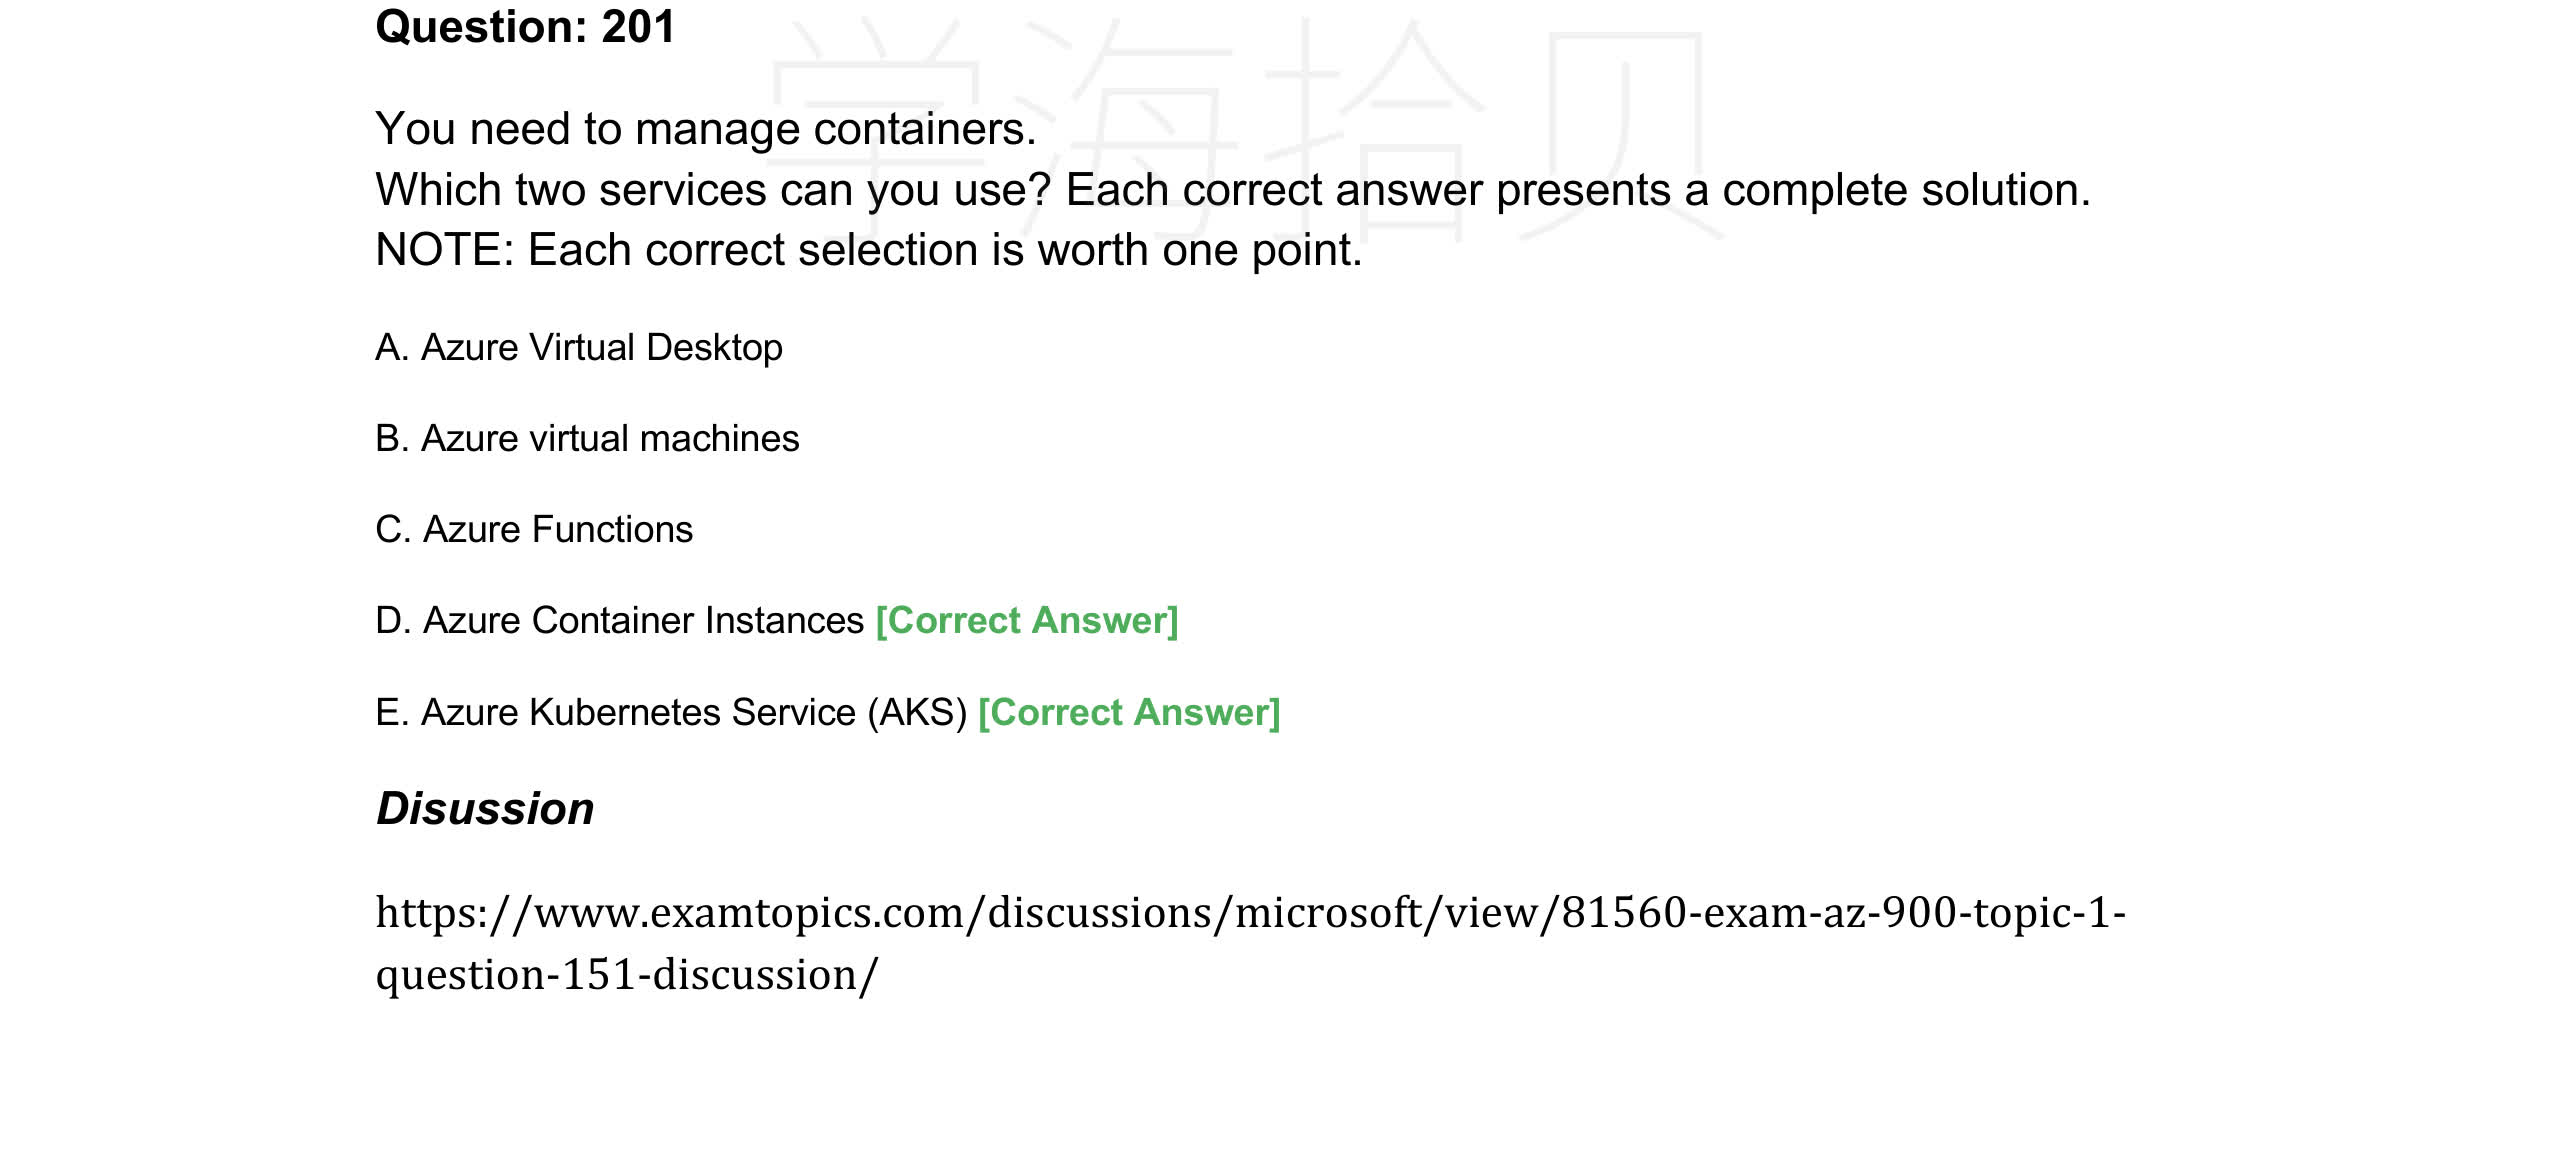 Question: 201
学海拾贝
You need to manage containers.
Which two services can you use? Each correct answer presents a complete solution.
NOTE: Each correct selection is worth one point.
A. Azure Virtual Desktop
B. Azure virtual machines
C. Azure Functions
D. Azure Container Instances [Correct Answer]
E. Azure Kubernetes Service (AKS) [Correct Answer]
Disussion
https://www.examtopics.com/discussions/microsoft/view/81560-exam-az-900-topic-1-
question-151-discussion/